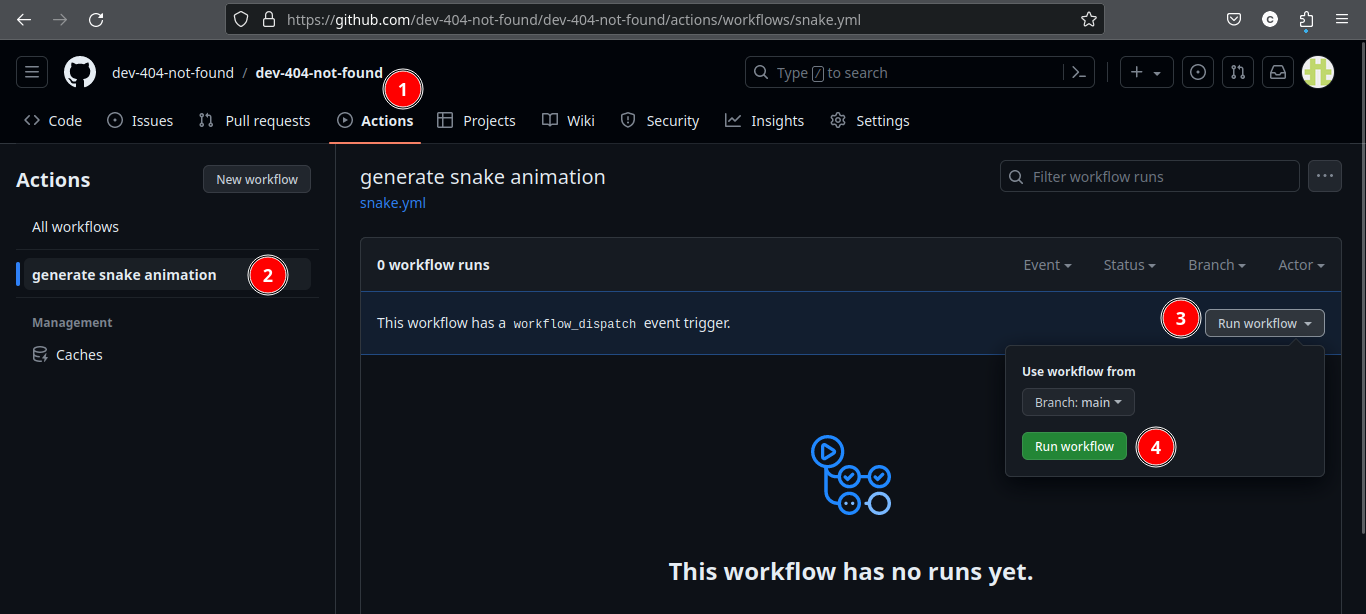 https://github.com/dev-404-not-found/dev-404-not-found/actions/workflows/snake.yml
C
dev-404-not-found / dev-404-not-found
Type / to search
1
Code Issues Pull requests Actions Projects Wiki Security Insights Settings
Actions
New workflow
All workflows
generate snake animation
2
Management
Caches
generate snake animation
snake.yml
Filter workflow runs
0 workflow runs
Event Status Branch Actor
This workflow has a workflow_dispatch event trigger.
3
Run workflow
Use workflow from
Branch: main
Run workflow
4
This workflow has no runs yet.